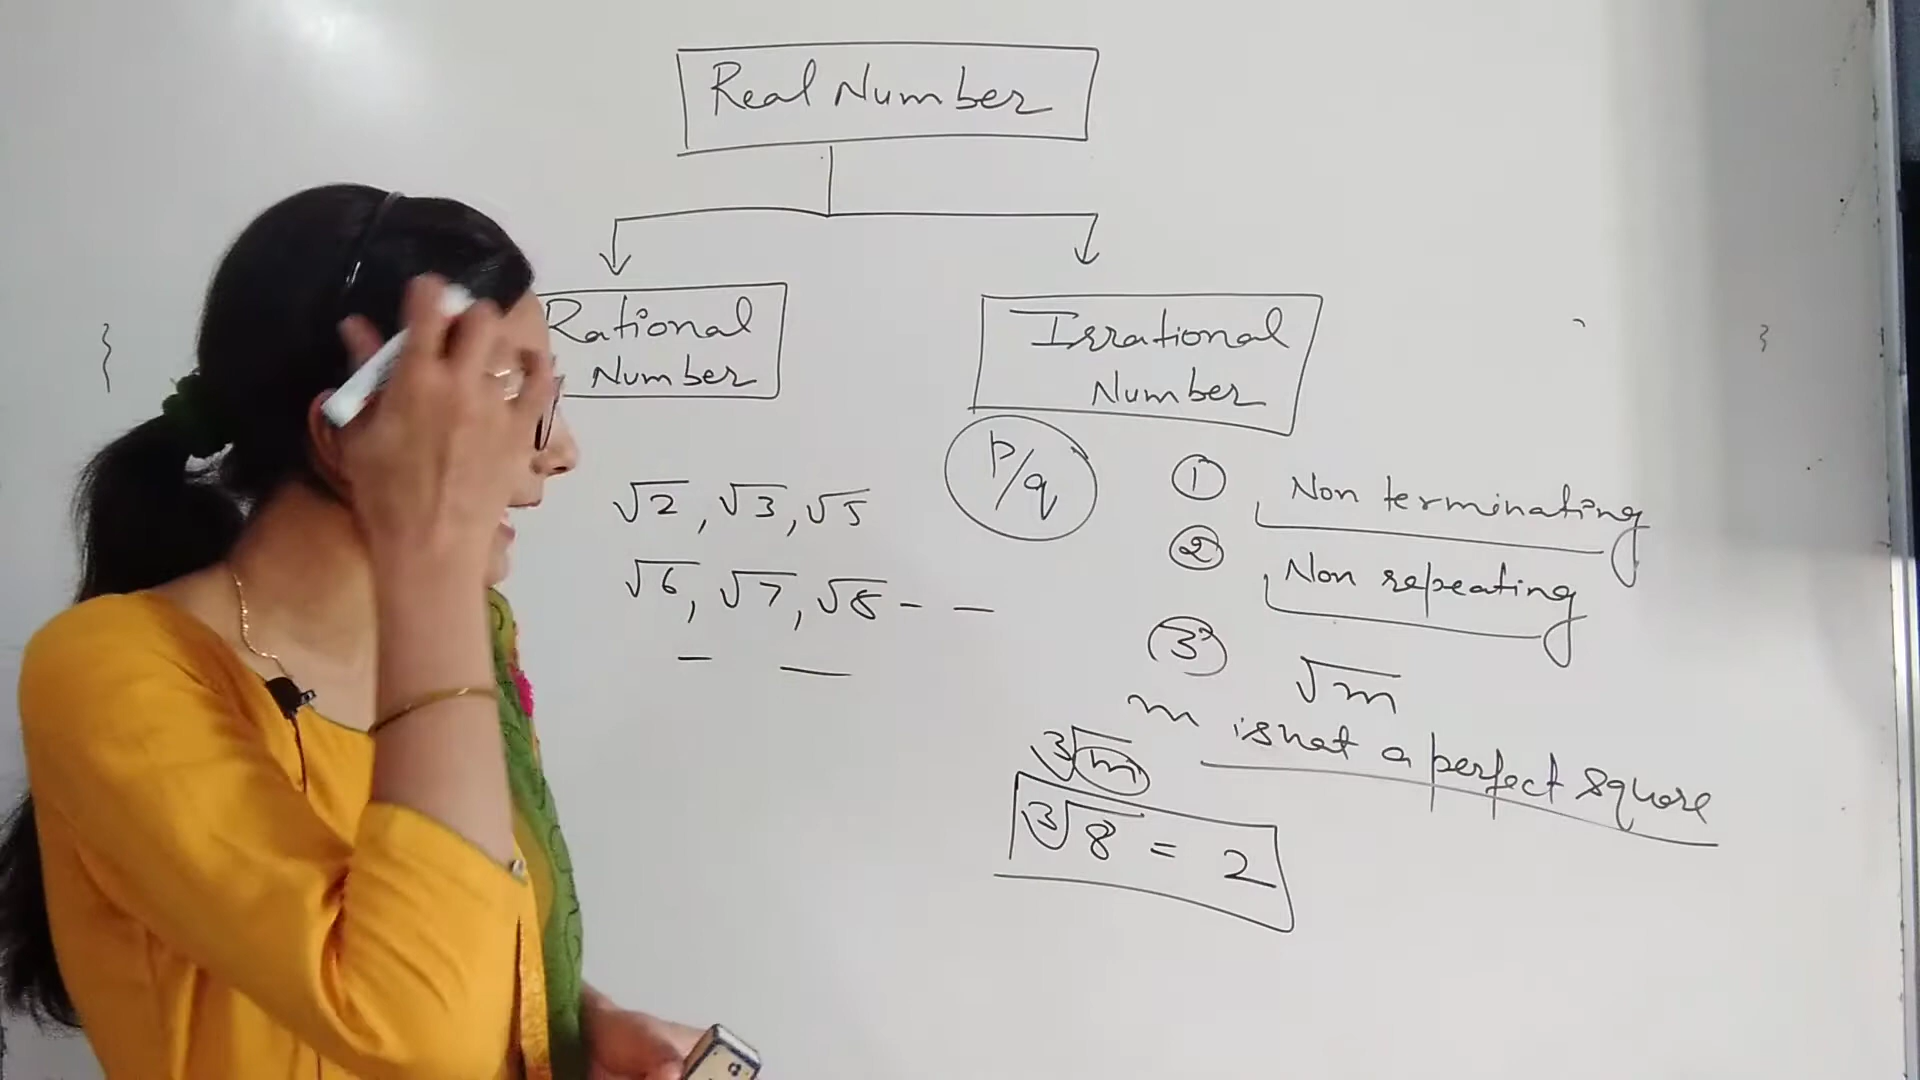 Real Number
Rational
Number
Irrational
Number
p/q
√2, √3, √5
√6, √7, √8 - -
- —
① Non terminating
② Non repeating
③ √m
m is not a perfect square
∛m
∛8 = 2